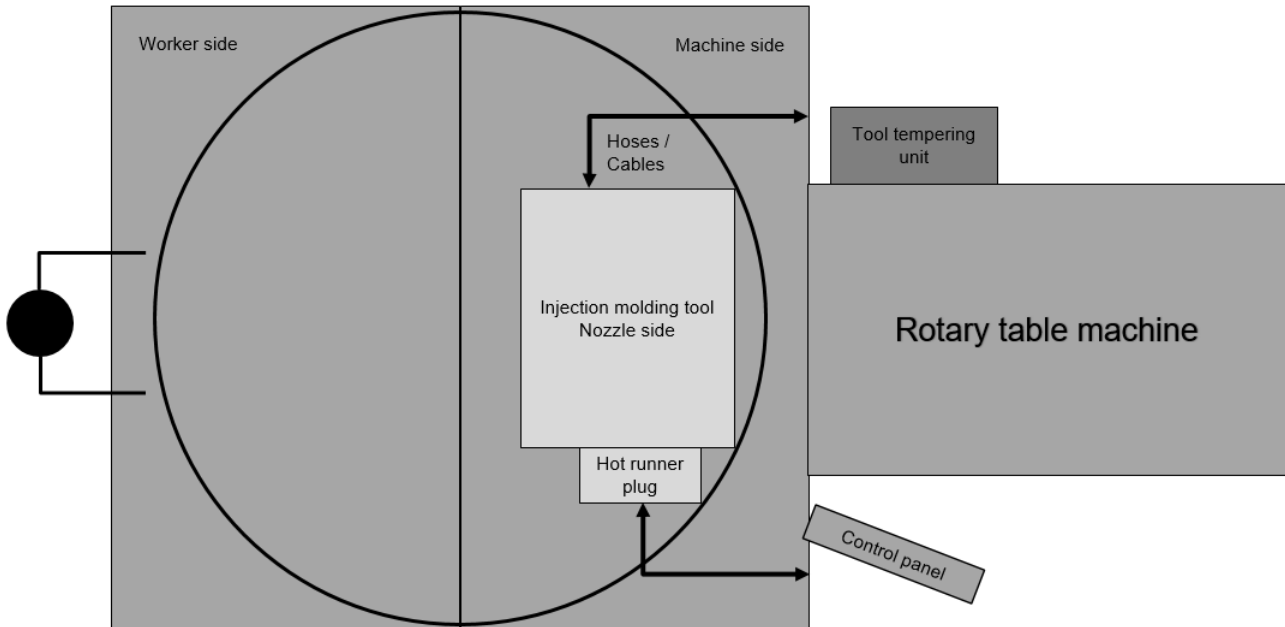 Worker side
Machine side
Hoses /
Cables
Tool tempering
unit
Injection molding tool
Nozzle side
Rotary table machine
Hot runner
plug
Control panel